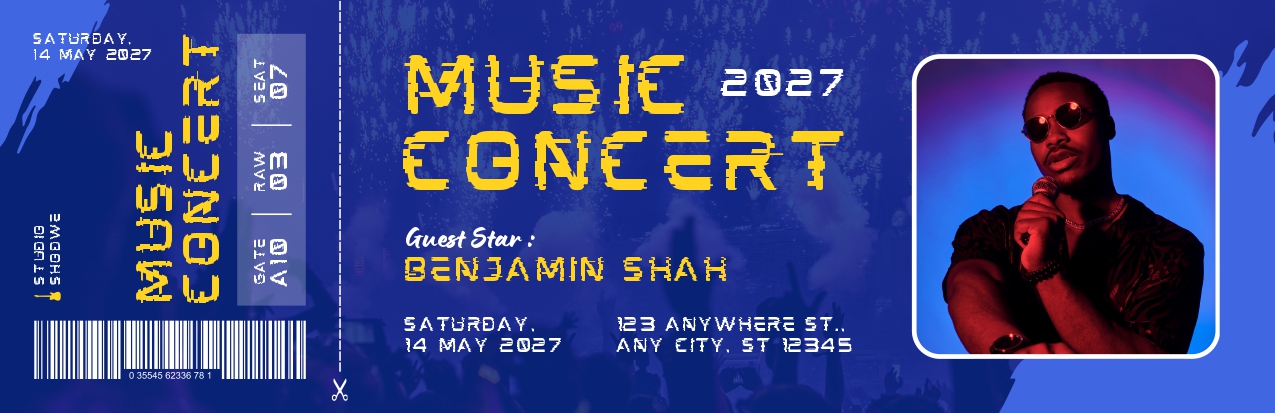 SATURDAY,
14 MAY 2027
STUDIO
SHODWE
MUSIC
CONCERT
GATE
A10
RAW
03
SEAT
07
0 35545 62336 78 1
MUSIC 2027
CONCERT
Guest Star :
BENJAMIN SHAH
SATURDAY,
14 MAY 2027
123 ANYWHERE ST.,
ANY CITY, ST 12345